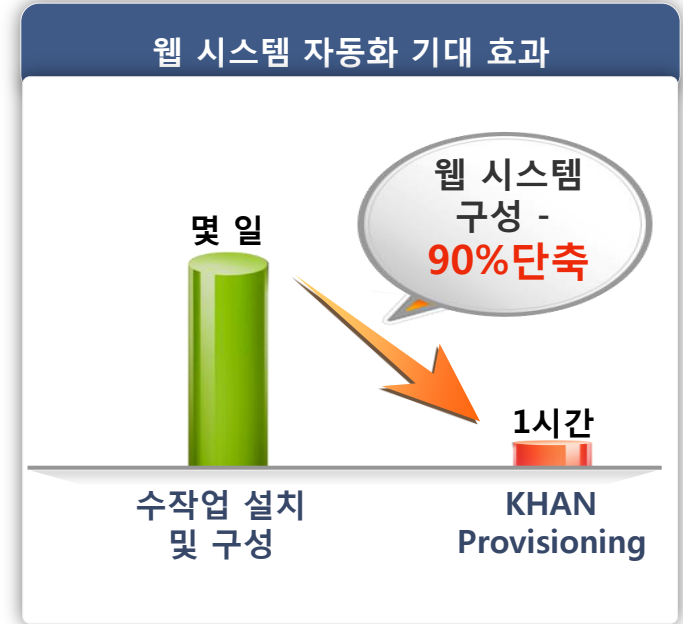 웹 시스템 자동화 기대 효과
웹 시스템
구성 -
90%단축
몇 일
1시간
수작업 설치
및 구성
KHAN
Provisioning